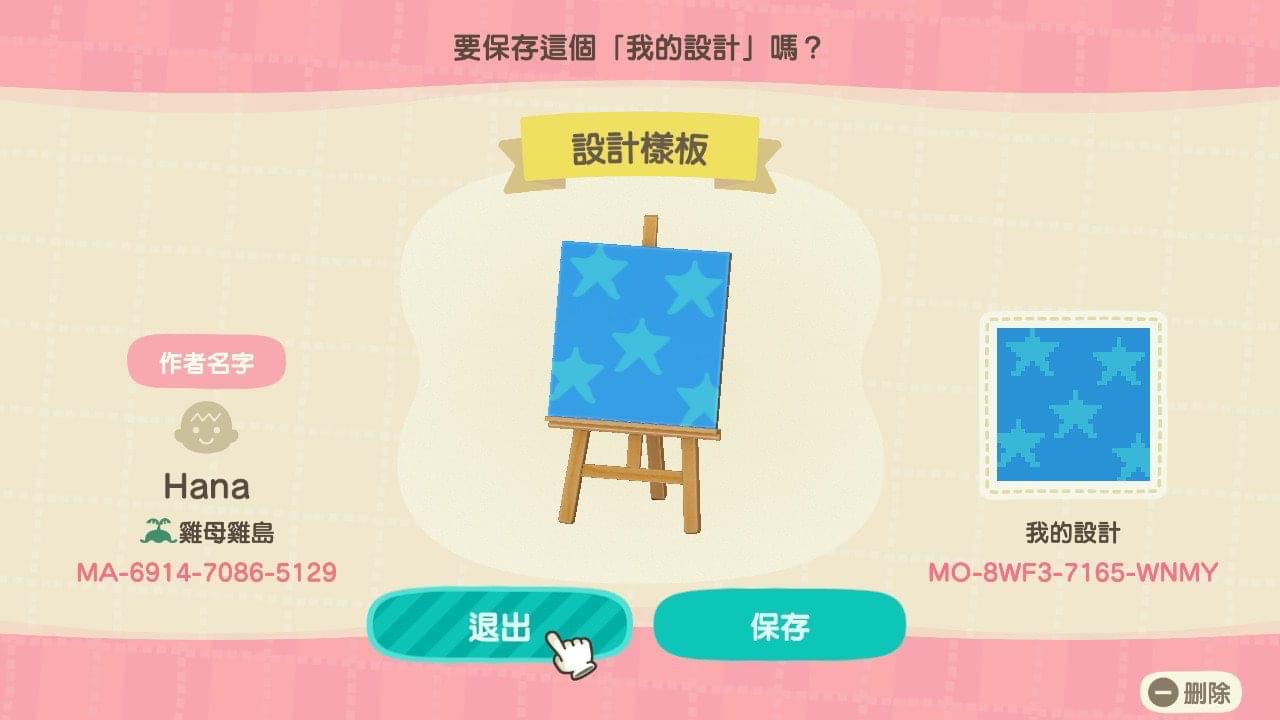 要保存這個「我的設計」嗎？
設計樣板
作者名字
Hana
雞母雞島
MA-6914-7086-5129
我的設計
MO-8WF3-7165-WNMY
退出
保存
刪除